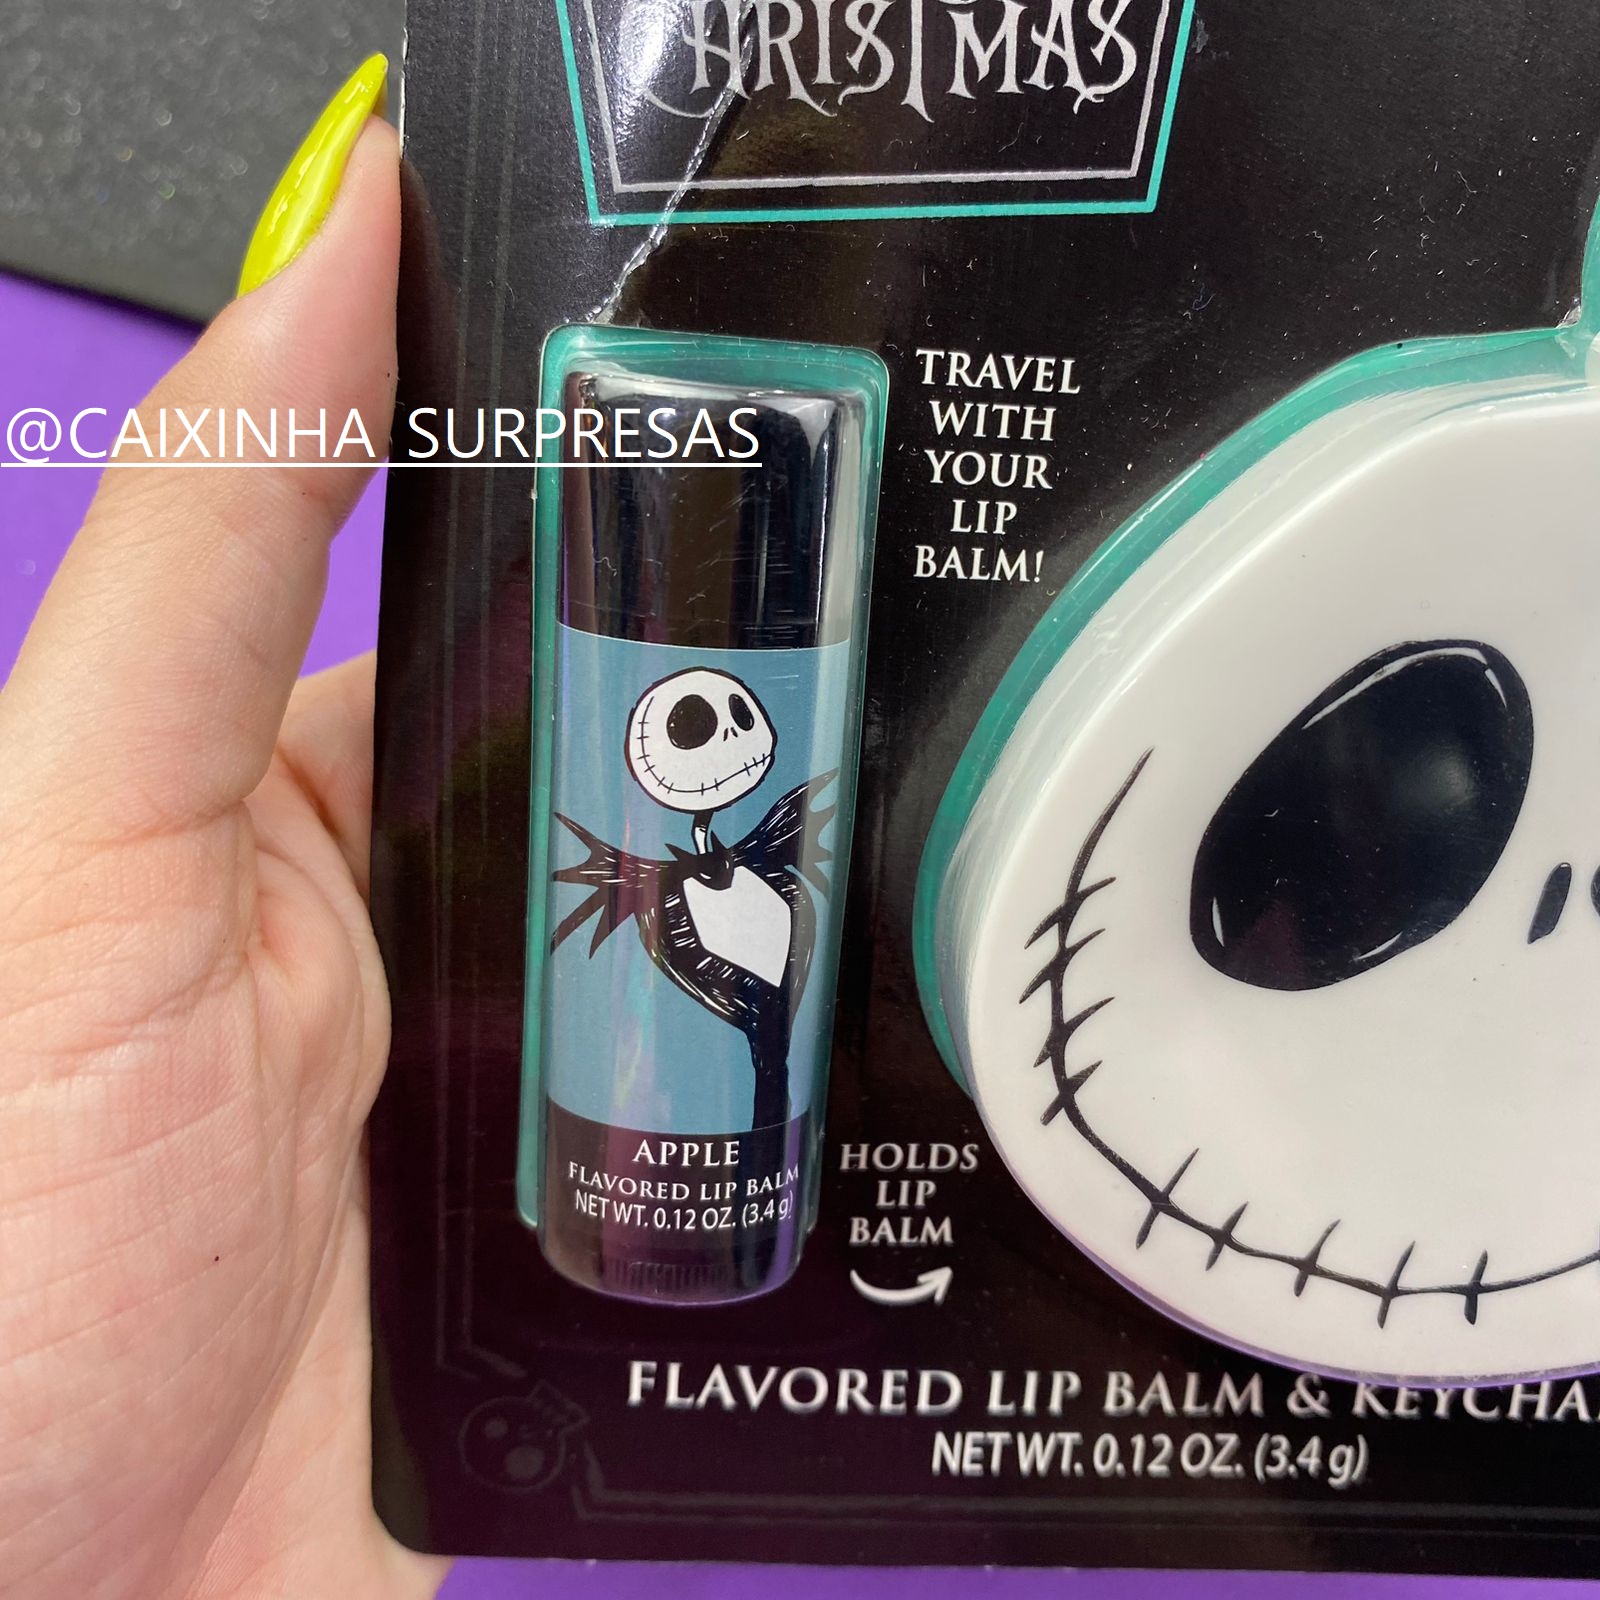 CHRISTMAS
TRAVEL
WITH
YOUR
LIP
BALM!
@CAIXINHA_SURPRESAS
APPLE
FLAVORED LIP BALM
NET WT. 0.12 OZ. (3.4 g)
HOLDS
LIP
BALM
FLAVORED LIP BALM &
NET WT. 0.12 OZ. (3.4 g)